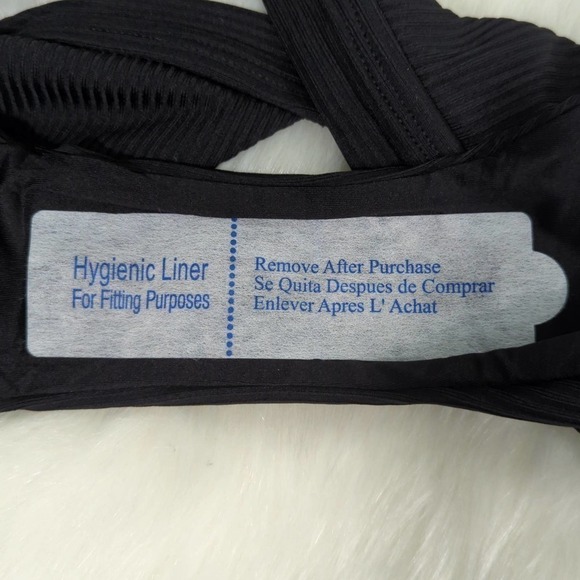 Hygienic Liner
For Fitting Purposes
Remove After Purchase
Se Quita Despues de Comprar
Enlever Apres L' Achat